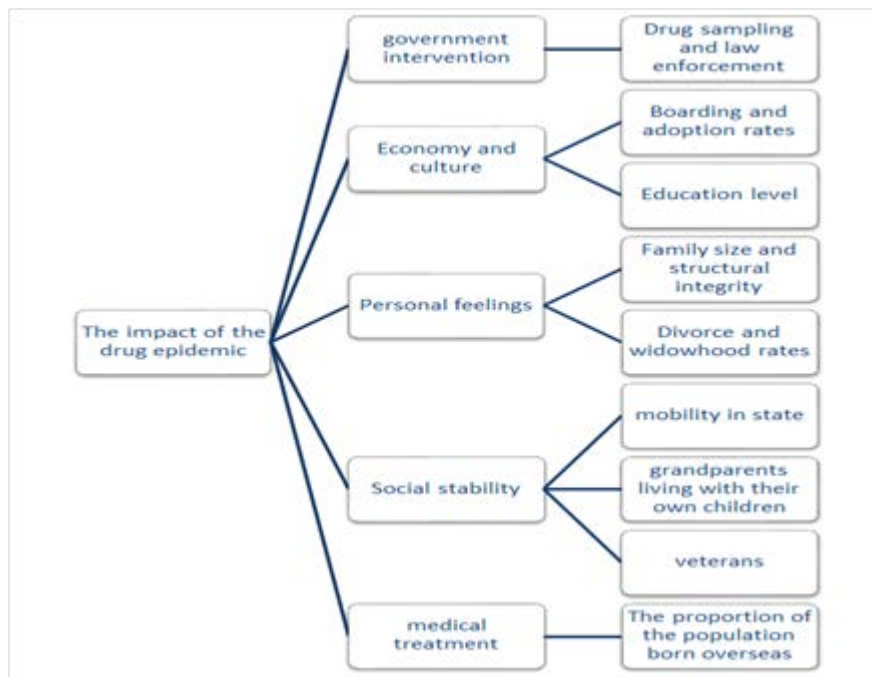 government
intervention
Drug sampling
and law
enforcement
Economy and
culture
Boarding and
adoption rates
Education level
Personal feelings
Family size and
structural
integrity
Divorce and
widowhood rates
The impact of the
drug epidemic
Social stability
mobility in state
grandparents
living with their
own children
veterans
medical
treatment
The proportion of
the population
born overseas